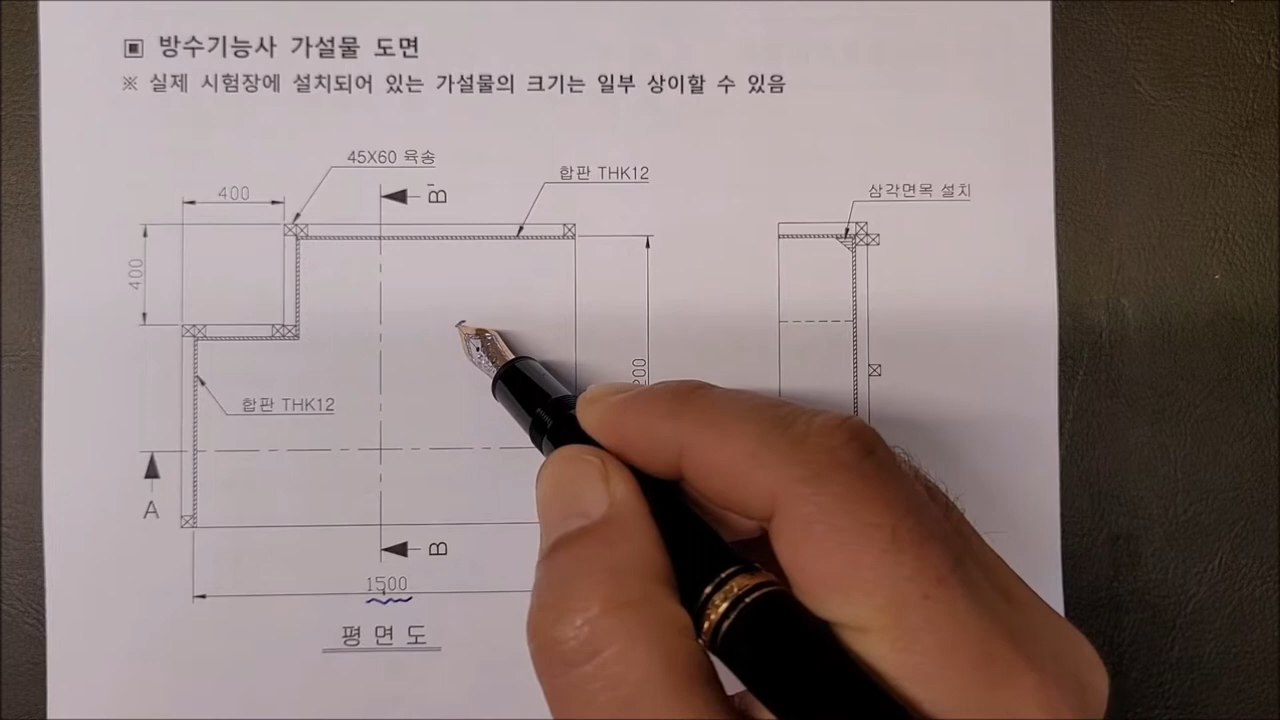 ▣ 방수기능사 가설물 도면
※ 실제 시험장에 설치되어 있는 가설물의 크기는 일부 상이할 수 있음
45X60 육송
합판 THK12
삼각면목 설치
400
B'
400
합판 THK12
A
B
1500
평면도